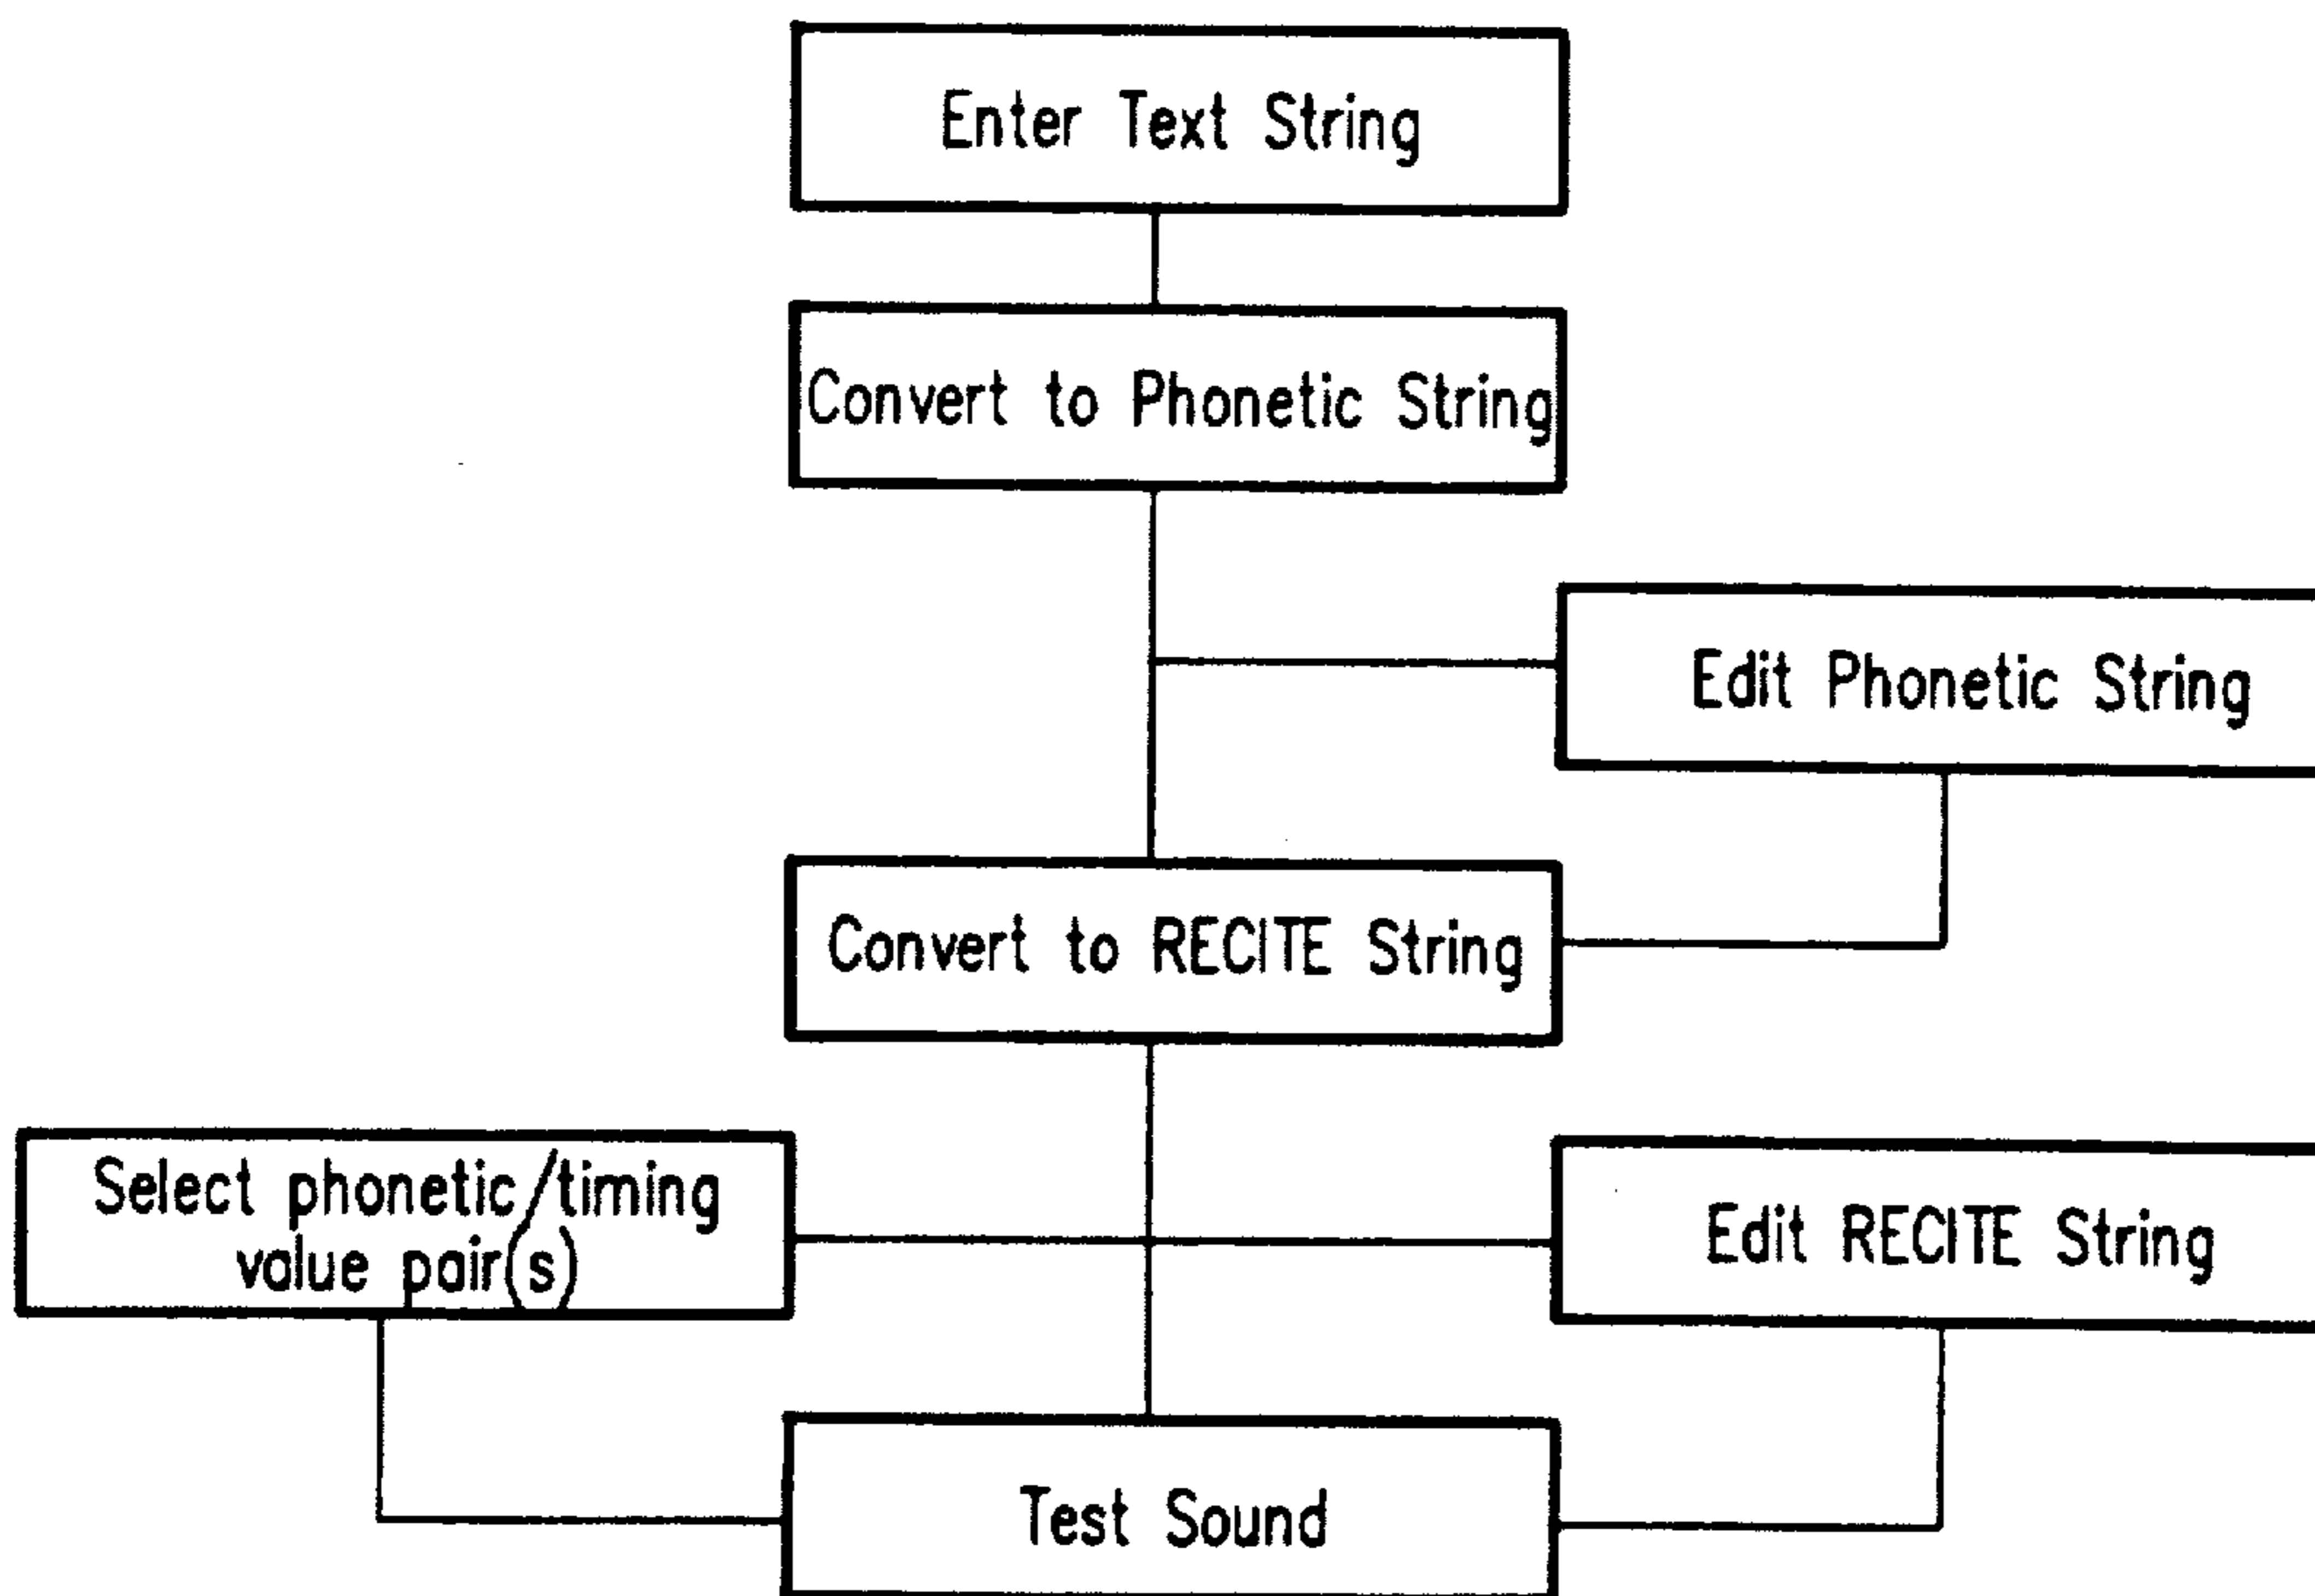 Enter Text String
Convert to Phonetic String
Edit Phonetic String
Convert to RECITE String
Select phonetic/timing
value pair(s)
Edit RECITE String
Test Sound